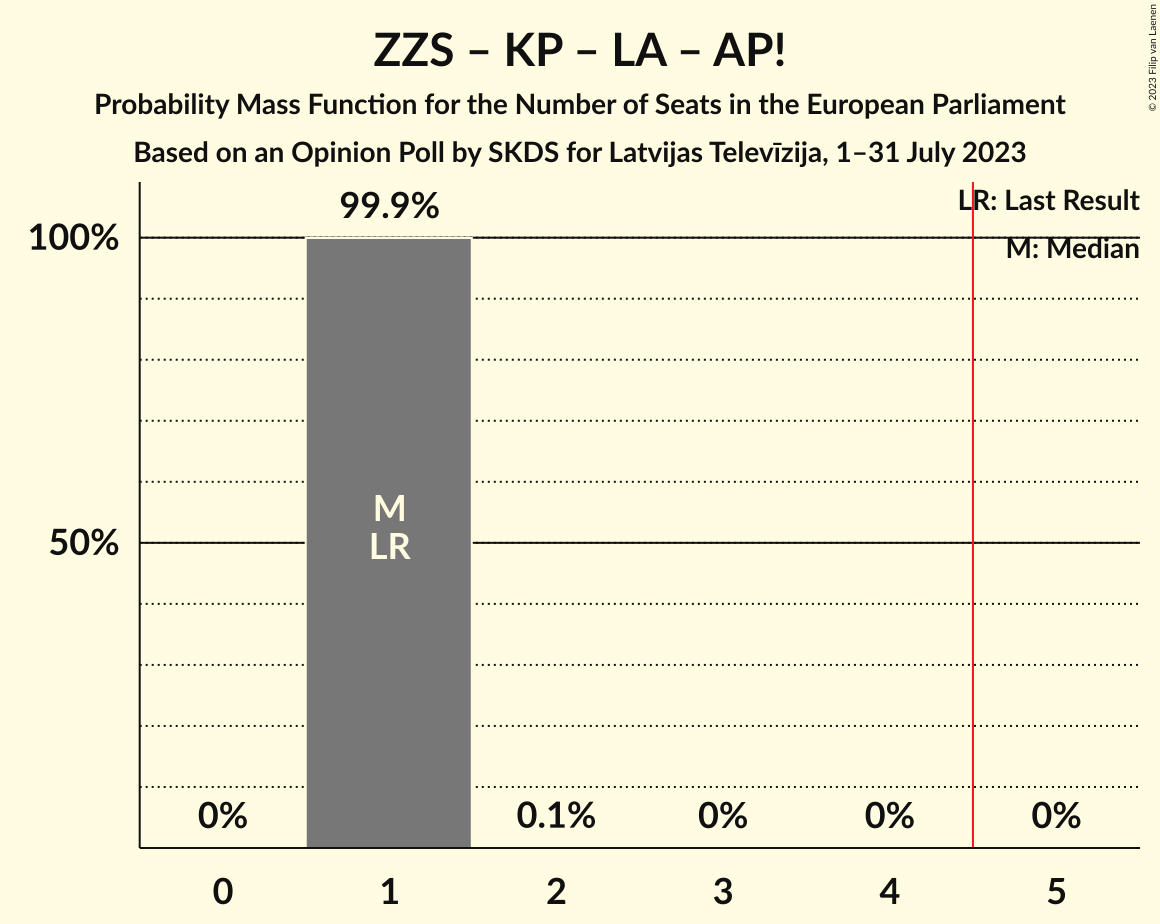 ZZS – KP – LA – AP!
Probability Mass Function for the Number of Seats in the European Parliament
Based on an Opinion Poll by SKDS for Latvijas Televīzija, 1–31 July 2023
© 2023 Filip van Laenen
LR: Last Result
M: Median
99.9%
100%
50%
M
LR
0%
0.1%
0%
0%
0%
0
1
2
3
4
5